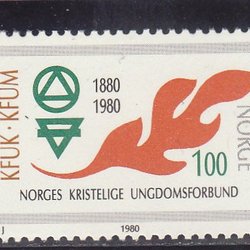 KFUK · KFUM
1880
1980
100
NORGE
NORGES KRISTELIGE UNGDOMSFORBUND
1980